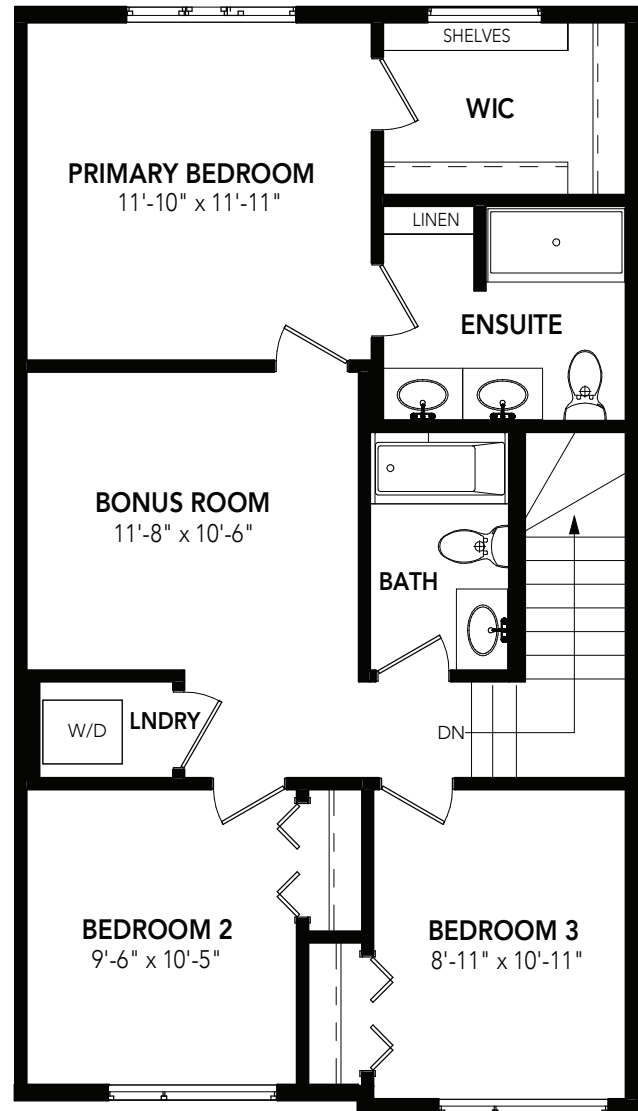 SHELVES
WIC
PRIMARY BEDROOM
11'-10" x 11'-11"
LINEN
ENSUITE
BONUS ROOM
11'-8" x 10'-6"
BATH
W/D
LNDRY
DN
BEDROOM 2
9'-6" x 10'-5"
BEDROOM 3
8'-11" x 10'-11"